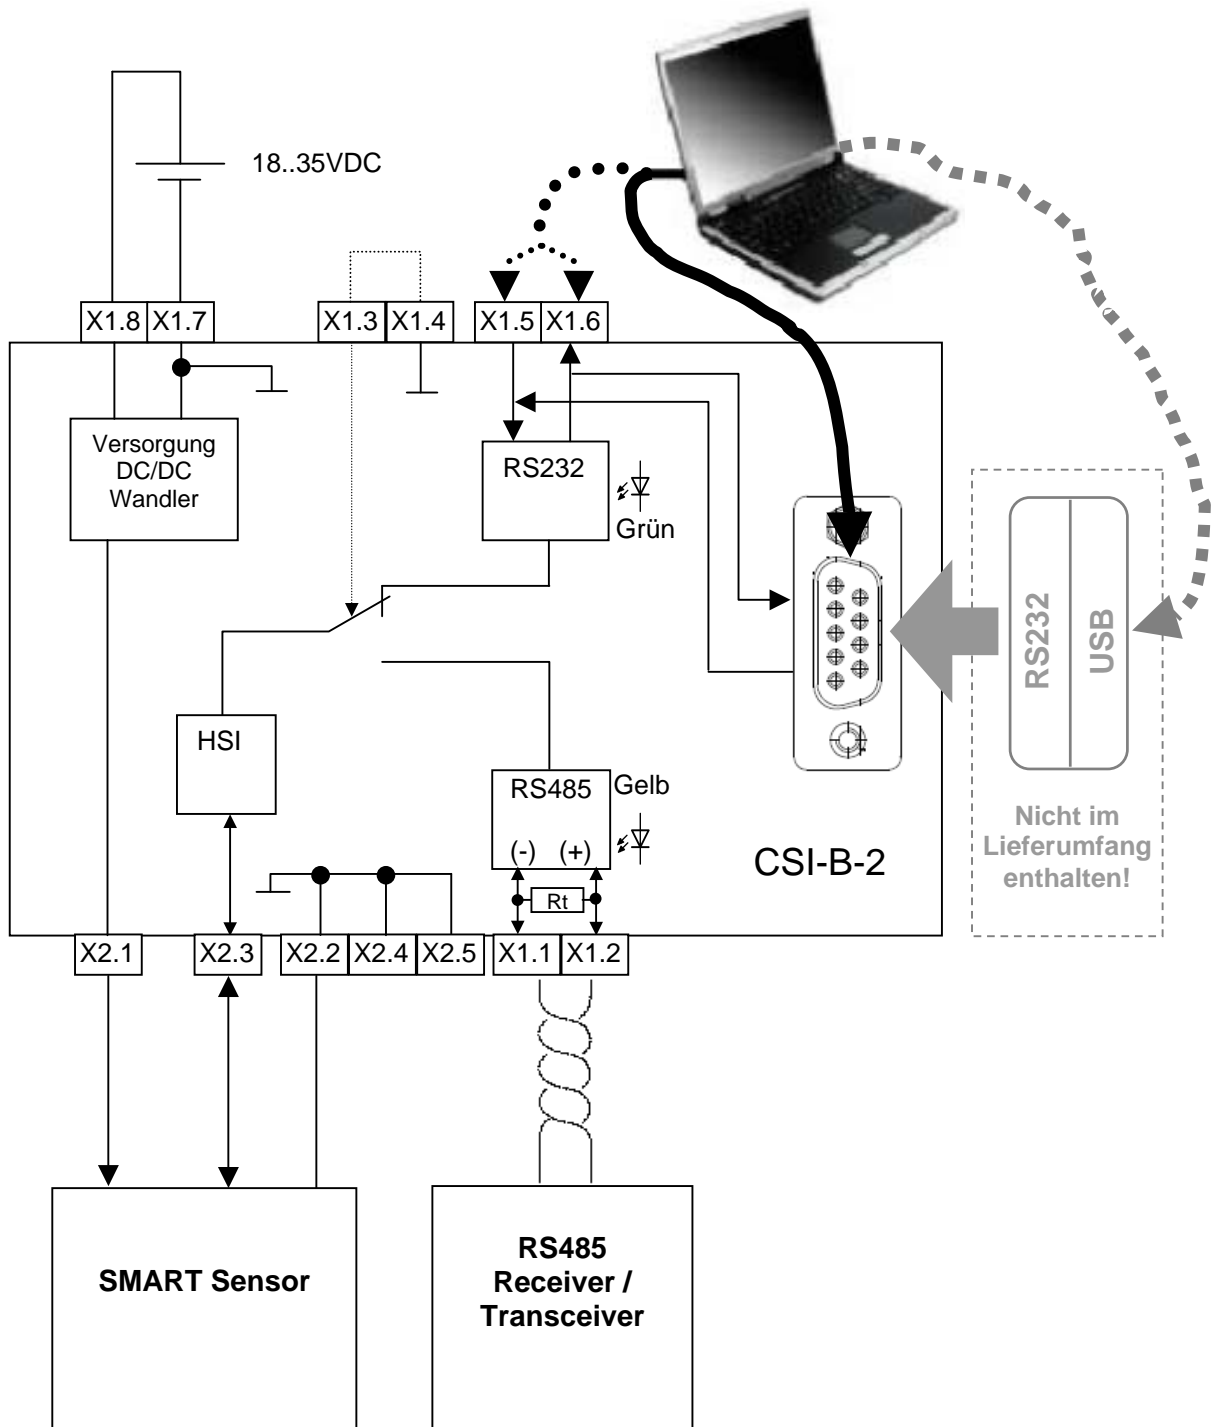 18..35VDC
X1.8 X1.7 X1.3 X1.4 X1.5 X1.6
Versorgung
DC/DC
Wandler
RS232
Grün
RS232
USB
HSI
RS485 Gelb
(-) (+)
Rt
CSI-B-2
Nicht im
Lieferumfang
enthalten!
X2.1 X2.3 X2.2 X2.4 X2.5 X1.1 X1.2
SMART Sensor
RS485
Receiver /
Transceiver